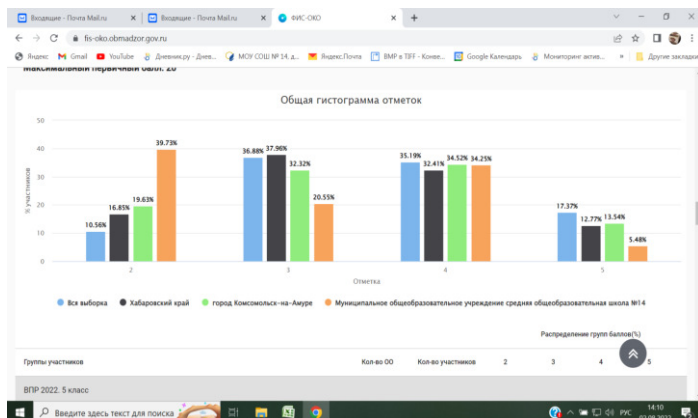 Входящие - Почта Mail.ru
Входящие - Почта Mail.ru
ФИС-ОКО
fis-oko.obrnadzor.gov.ru
Яндекс
Gmail
YouTube
Дневник.ру - Днев...
МОУ СОШ № 14, д...
Яндекс.Почта
BMP в TIFF - Конве...
Google Календарь
Мониторинг актив...
»
Другие закладки
Максимальный первичный балл: 20
Общая гистограмма отметок
% участников
50
40
30
20
10
0
10.56%
16.85%
19.63%
39.73%
36.88%
37.96%
32.32%
20.55%
35.19%
32.41%
34.52%
34.25%
17.37%
12.77%
13.54%
5.48%
2
3
4
5
Отметка
Вся выборка
Хабаровский край
город Комсомольск-на-Амуре
Муниципальное общеобразовательное учреждение средняя общеобразовательная школа №14
Распределение групп баллов(%)
Группы участников
Кол-во ОО
Кол-во участников
2
3
4
5
ВПР 2022. 5 класс
Введите здесь текст для поиска
РУС
14:10